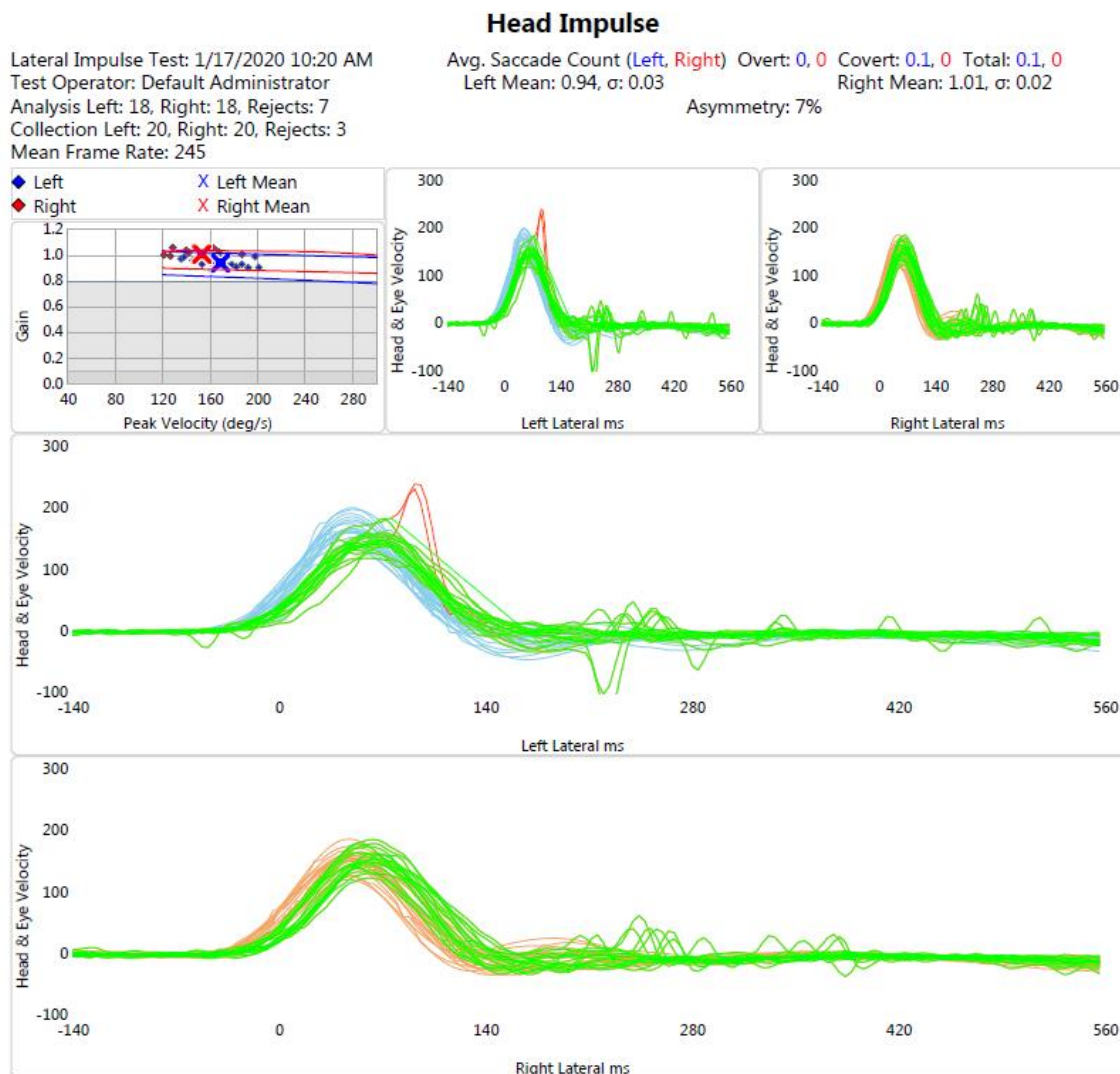 Head Impulse
Lateral Impulse Test: 1/17/2020 10:20 AM
Test Operator: Default Administrator
Analysis Left: 18, Right: 18, Rejects: 7
Collection Left: 20, Right: 20, Rejects: 3
Mean Frame Rate: 245
Avg. Saccade Count (Left, Right) Overt: 0, 0 Covert: 0.1, 0 Total: 0.1, 0
Left Mean: 0.94, σ: 0.03 Right Mean: 1.01, σ: 0.02
Asymmetry: 7%
Left X Left Mean
Right X Right Mean
Gain
1.2
1.0
0.8
0.6
0.4
0.2
0.0
40 80 120 160 200 240 280
Peak Velocity (deg/s)
Head & Eye Velocity
300
200
100
0
-100
-140 0 140 280 420 560
Left Lateral ms
Head & Eye Velocity
300
200
100
0
-100
-140 0 140 280 420 560
Right Lateral ms
Head & Eye Velocity
300
200
100
0
-100
-140 0 140 280 420 560
Left Lateral ms
Head & Eye Velocity
300
200
100
0
-100
-140 0 140 280 420 560
Right Lateral ms